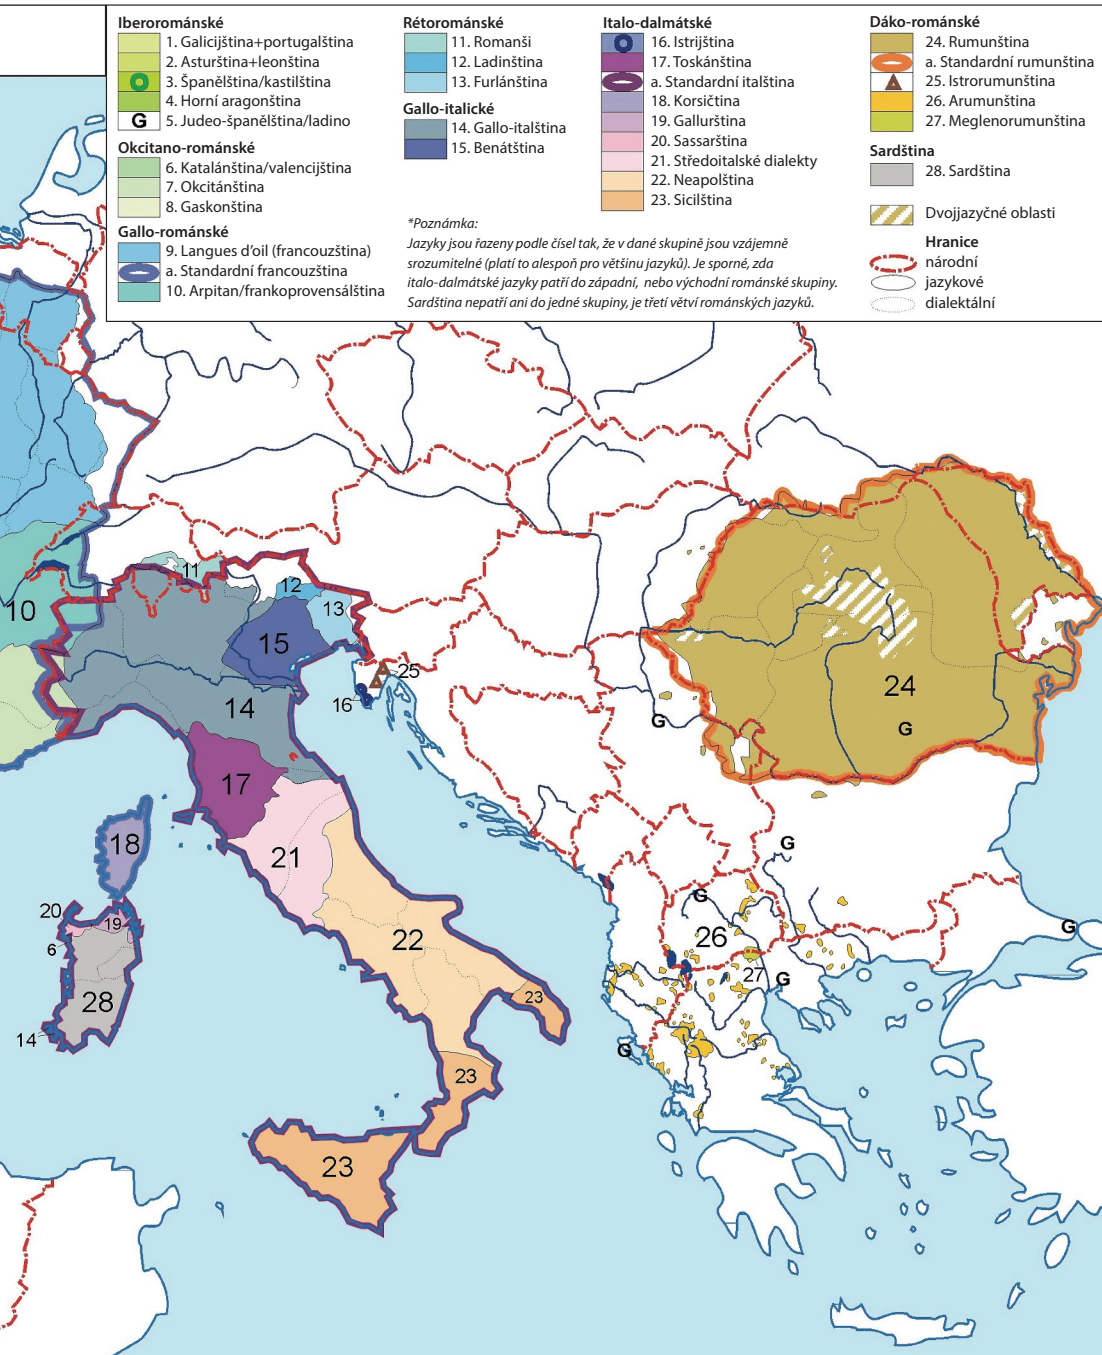 Iberorománské
1. Galicijština+portugalština
2. Asturština+leonština
3. Španělština/kastilština
4. Horní aragonština
G 5. Judeo-španělština/ladino
Okcitano-románské
6. Katalánština/valencijština
7. Okcitánština
8. Gaskonština
Gallo-románské
9. Langues d’oil (francouzština)
a. Standardní francouzština
10. Arpitan/frankoprovensálština
Rétorománské
11. Romanši
12. Ladinština
13. Furlánština
Gallo-italické
14. Gallo-italština
15. Benátština
Italo-dalmátské
16. Istrijština
17. Toskánština
a. Standardní italština
18. Korsičtina
19. Gallurština
20. Sassarština
21. Středoitalské dialekty
22. Neapolština
23. Sicilština
Dáko-románské
24. Rumunština
a. Standardní rumunština
25. Istrorumunština
26. Arumunština
27. Meglenorumunština
Sardština
28. Sardština
Dvojjazyčné oblasti
Hranice
národní
jazykové
dialektální
*Poznámka:
Jazyky jsou řazeny podle čísel tak, že v dané skupině jsou vzájemně
srozumitelné (platí to alespoň pro většinu jazyků). Je sporné, zda
italo-dalmátské jazyky patří do západní, nebo východní románské skupiny.
Sardština nepatří ani do jedné skupiny, je třetí větví románských jazyků.
11
12
10
13
15
25
24
16
14
G
G
17
18
21
G
G
20
19
6
22
26
G
27
G
28
23
14
G
23
23